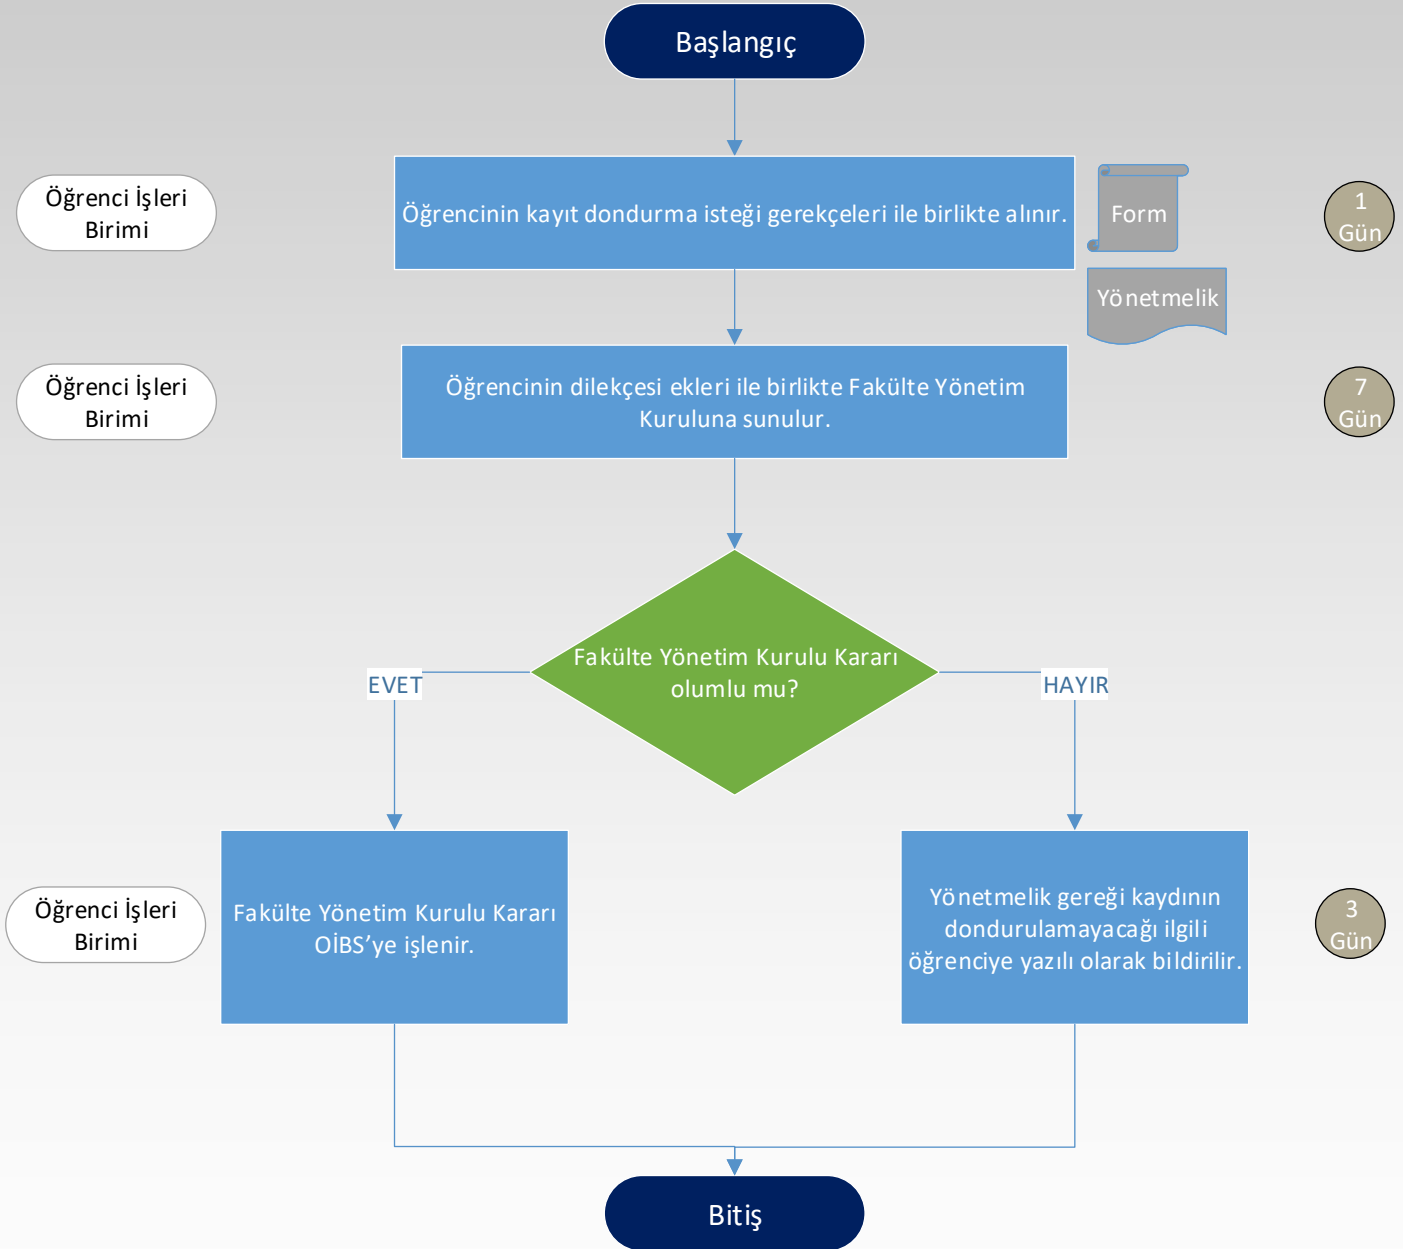 Başlangıç
Öğrenci İşleri
Birimi
Öğrencinin kayıt dondurma isteği gerekçeleri ile birlikte alınır.
Form
1
Gün
Yönetmelik
Öğrenci İşleri
Birimi
Öğrencinin dilekçesi ekleri ile birlikte Fakülte Yönetim
Kuruluna sunulur.
7
Gün
Fakülte Yönetim Kurulu Kararı
olumlu mu?
EVET
HAYIR
Öğrenci İşleri
Birimi
Fakülte Yönetim Kurulu Kararı
OİBS’ye işlenir.
Yönetmelik gereği kaydının
dondurulamayacağı ilgili
öğrenciye yazılı olarak bildirilir.
3
Gün
Bitiş